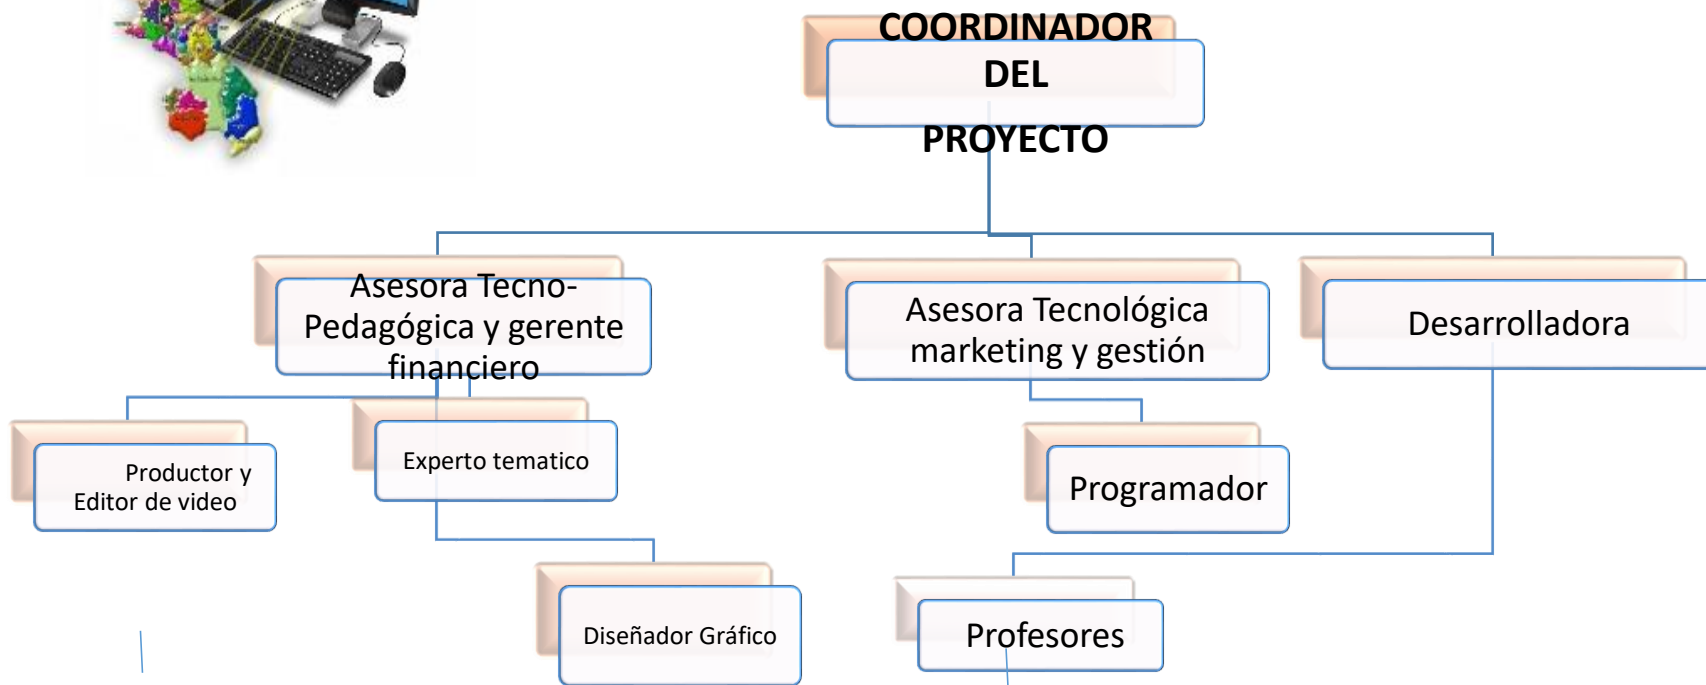 COORDINADOR
DEL
PROYECTO
Asesora Tecno-
Pedagógica y gerente
financiero
Asesora Tecnológica
marketing y gestión
Desarrolladora
Productor y
Editor de video
Experto tematico
Programador
Diseñador Gráfico
Profesores